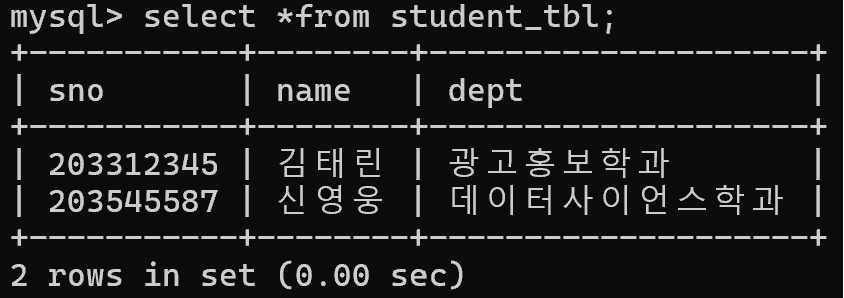 mysql> select *from student_tbl;
+-----------+--------+--------------------+
| sno       | name   | dept               |
+-----------+--------+--------------------+
| 203312345 | 김태린 | 광고홍보학과       |
| 203545587 | 신영웅 | 데이터사이언스학과 |
+-----------+--------+--------------------+
2 rows in set (0.00 sec)